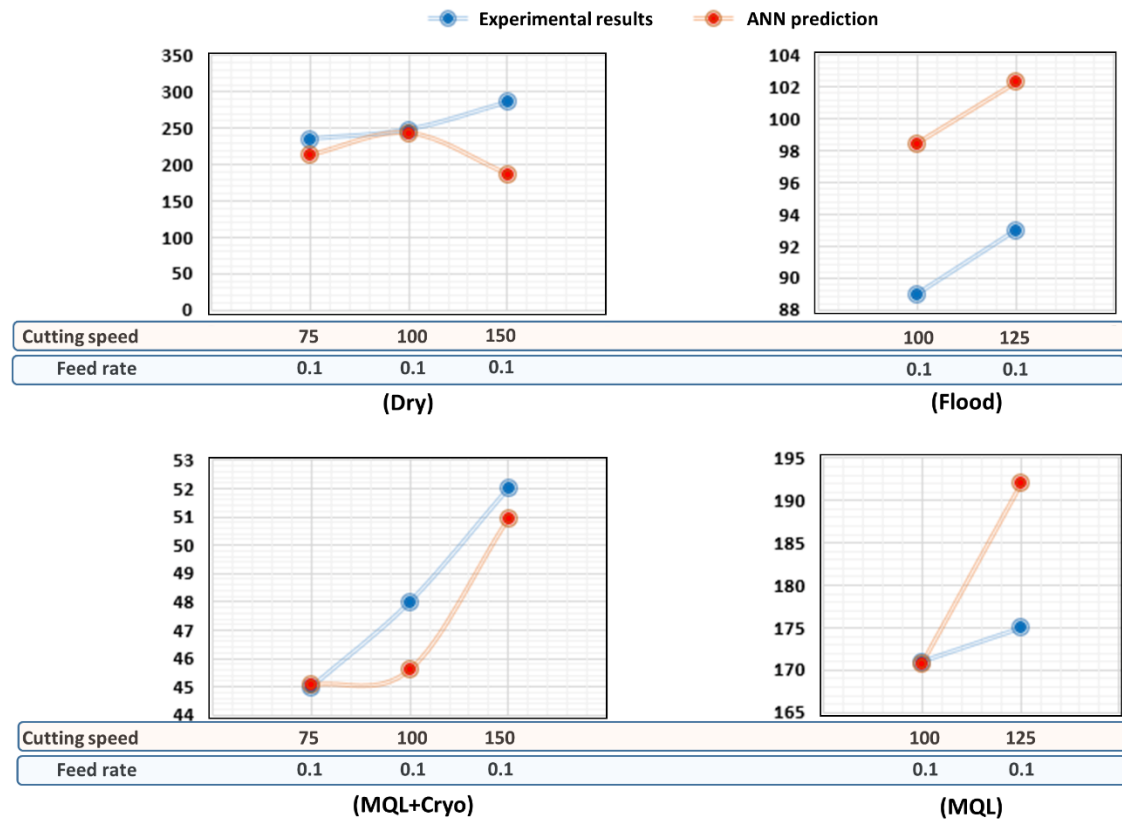 Experimental results ANN prediction
350 104
300 102
250 100
200 98
150 96
100 94
50 92
0 90
88
Cutting speed 75 100 150 100 125
Feed rate 0.1 0.1 0.1 0.1 0.1
(Dry) (Flood)
53 195
52 190
51 185
50 180
49 175
48 170
47 165
46
45
44
Cutting speed 75 100 150 100 125
Feed rate 0.1 0.1 0.1 0.1 0.1
(MQL+Cryo) (MQL)